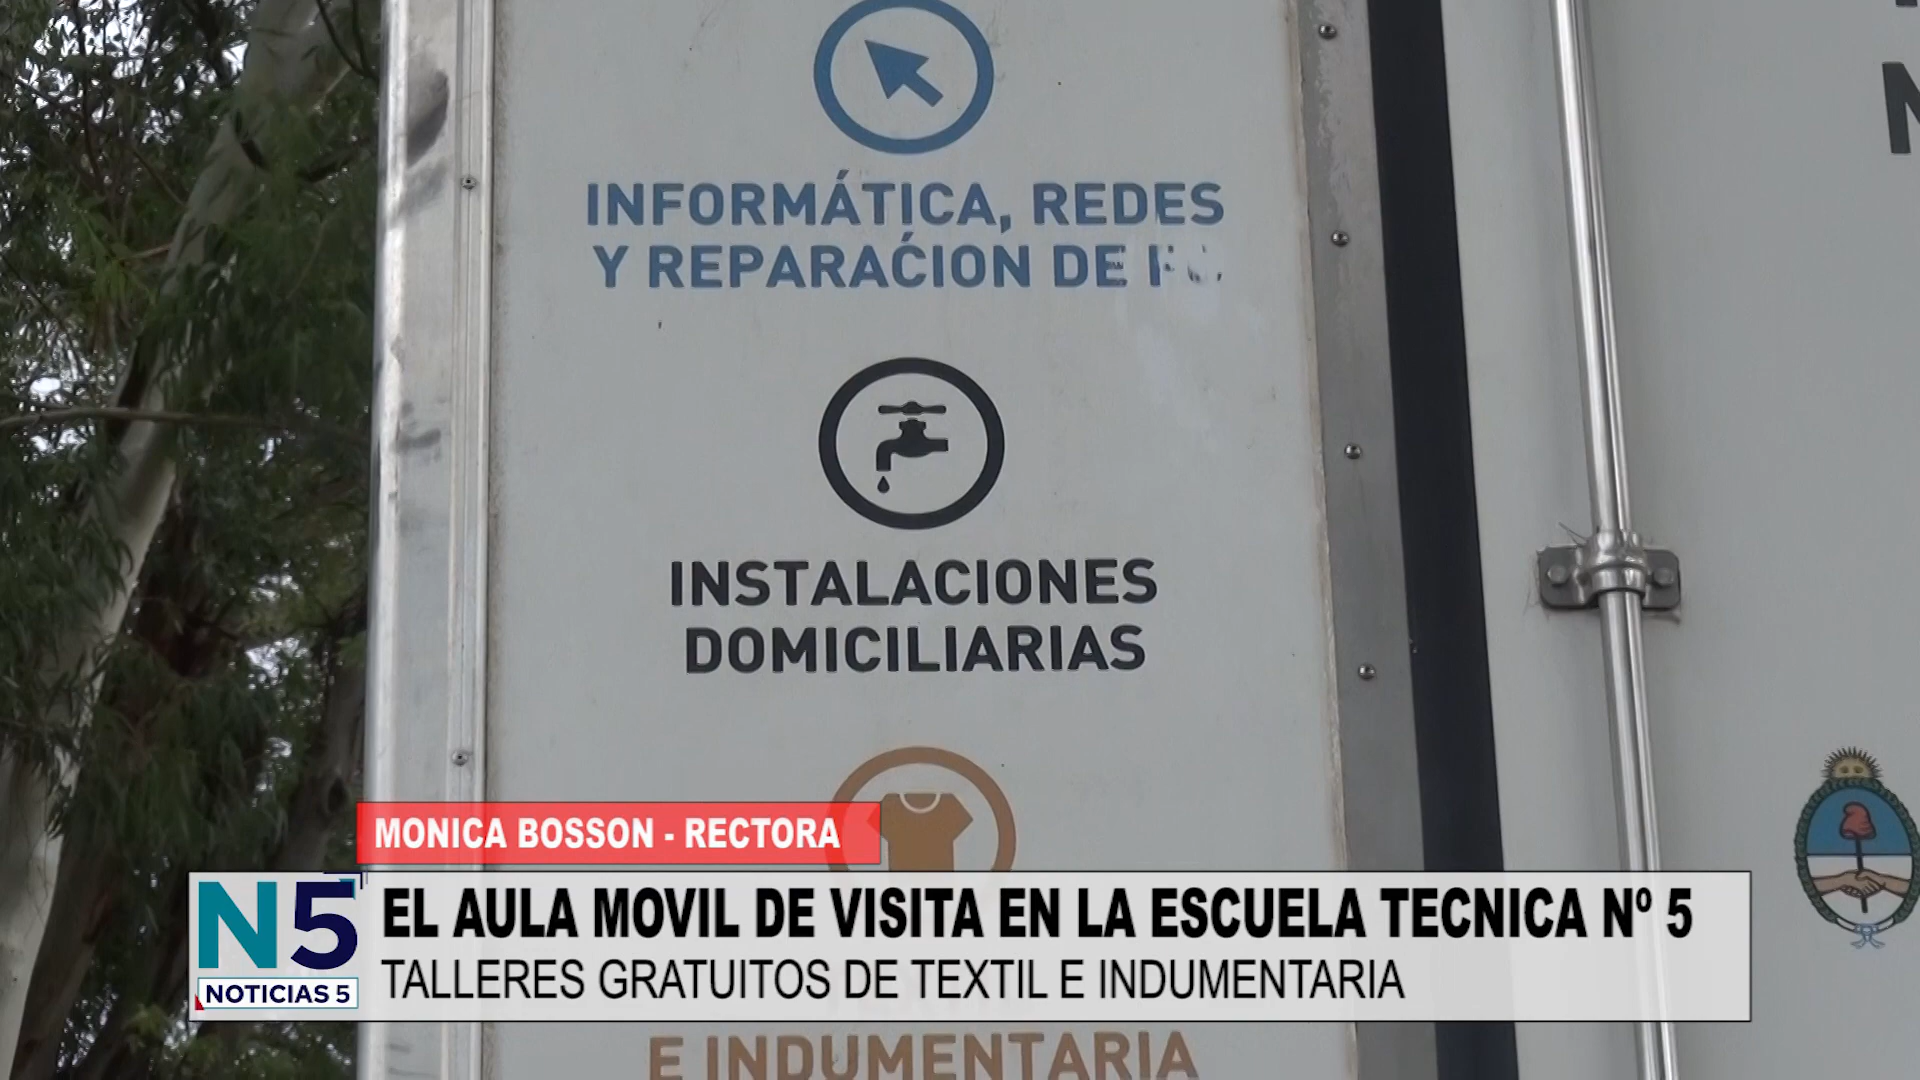 INFORMÁTICA, REDES
Y REPARAĆION DE
INSTALACIONES
DOMICILIARIAS
MONICA BOSSON - RECTORA
N5
EL AULA MOVIL DE VISITA EN LA ESCUELA TECNICA Nº 5
NOTICIAS 5
TALLERES GRATUITOS DE TEXTIL E INDUMENTARIA
E INDUMENTARIA